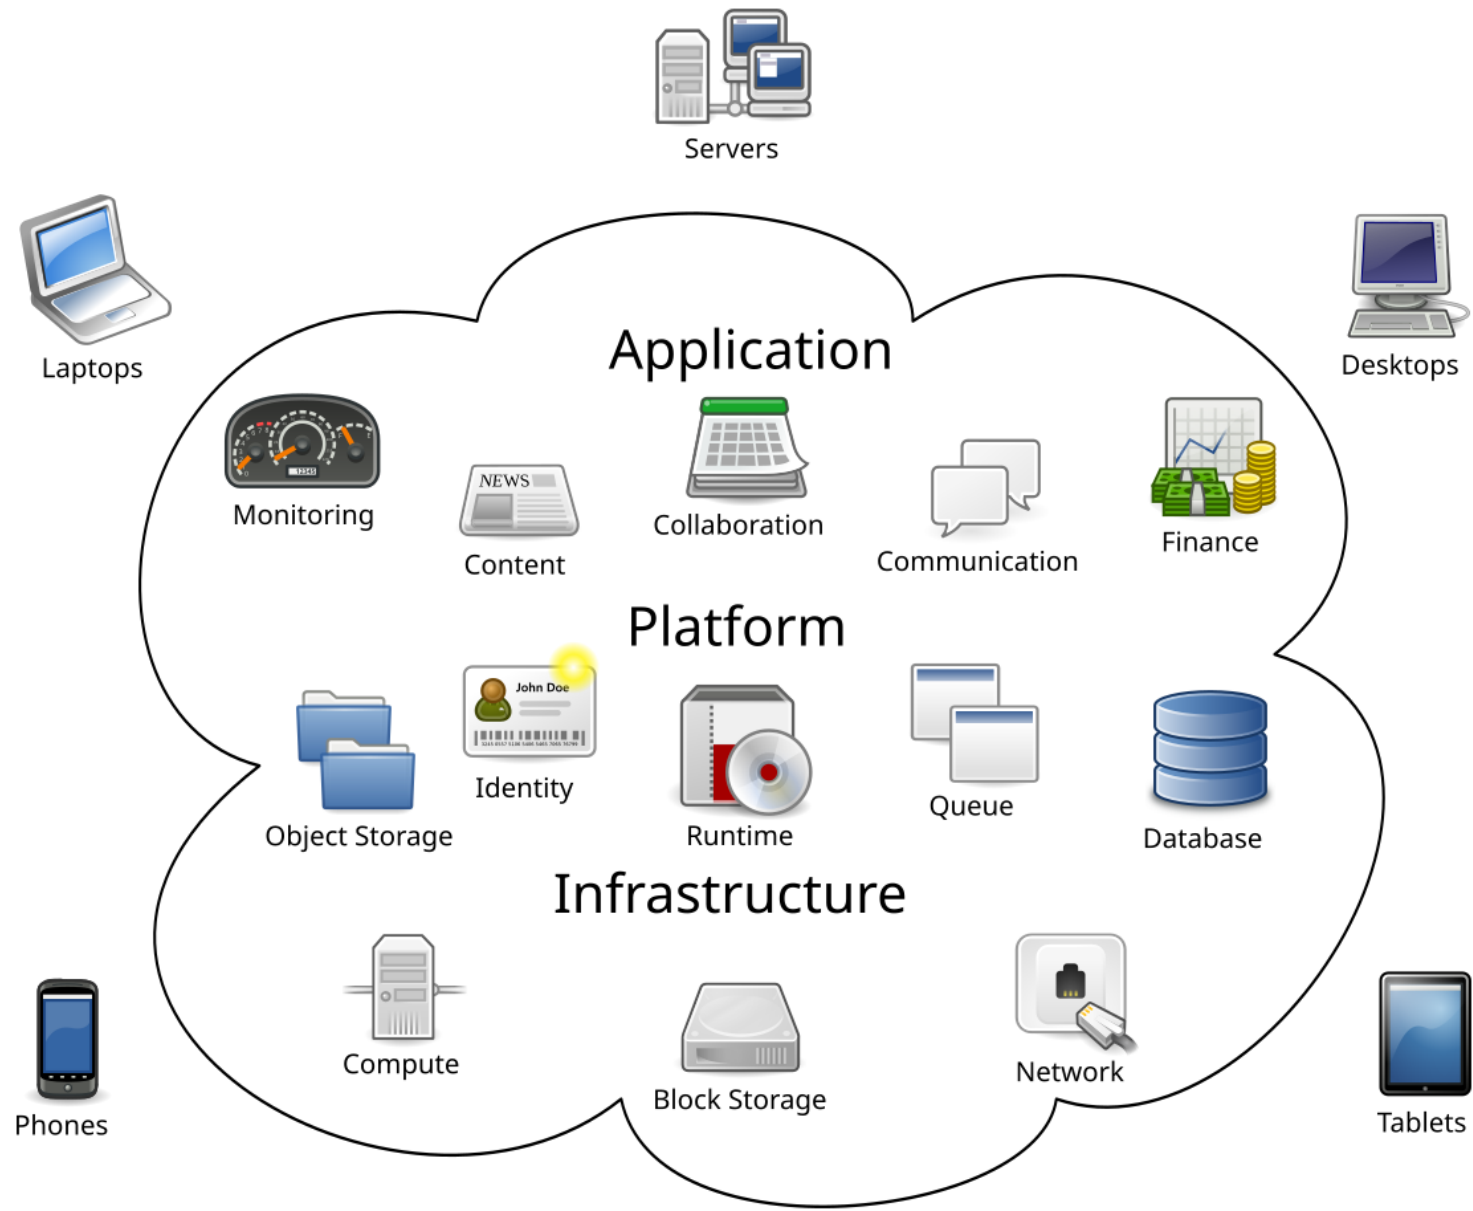 Servers
Laptops
Desktops
Application
Monitoring
NEWS
Content
Collaboration
Communication
Finance
Platform
Object Storage
John Doe
Identity
Runtime
Queue
Database
Infrastructure
Compute
Block Storage
Network
Phones
Tablets